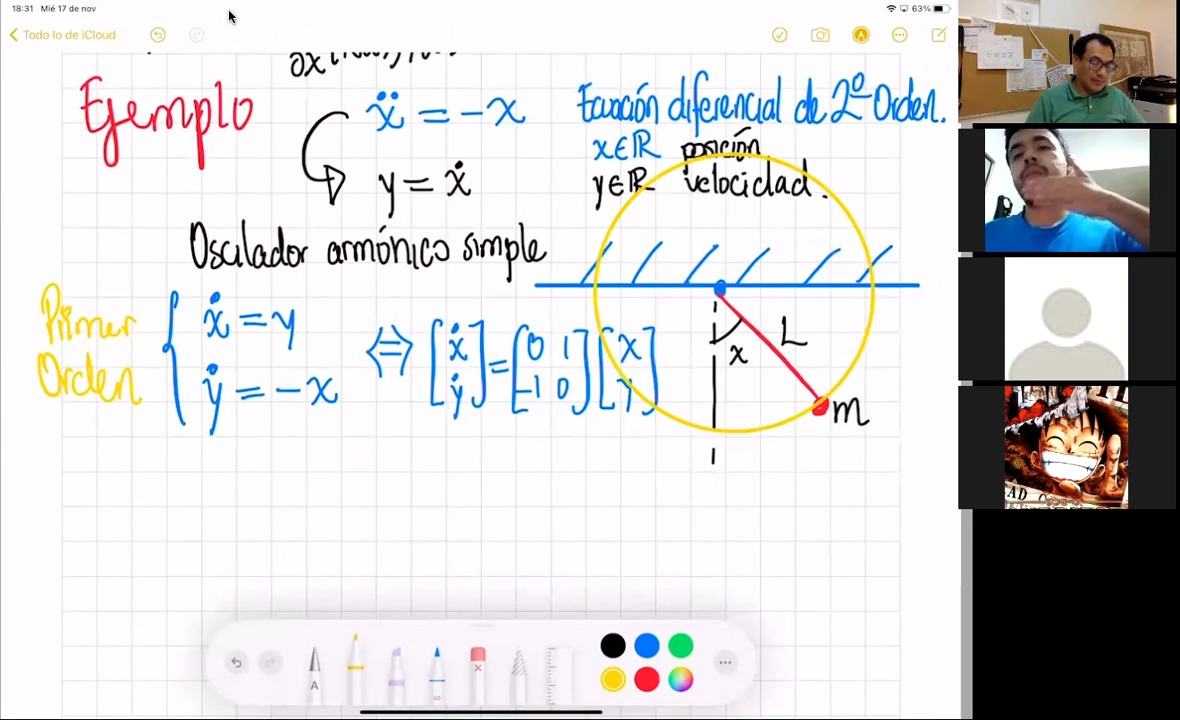 18:31 Mié 17 de nov
63%
Todo lo de iCloud
Ejemplo
ẍ = -x
Ecuación diferencial de 2º Orden.
x∈ℝ posición
y = ẋ
y∈ℝ velocidad.
Oscilador armónico simple
Primer
Orden
{ ẋ = y
ẏ = -x
⇔ [ẋ ẏ] = [0 1 -1 0] [x y]
x
L
m
A
AD